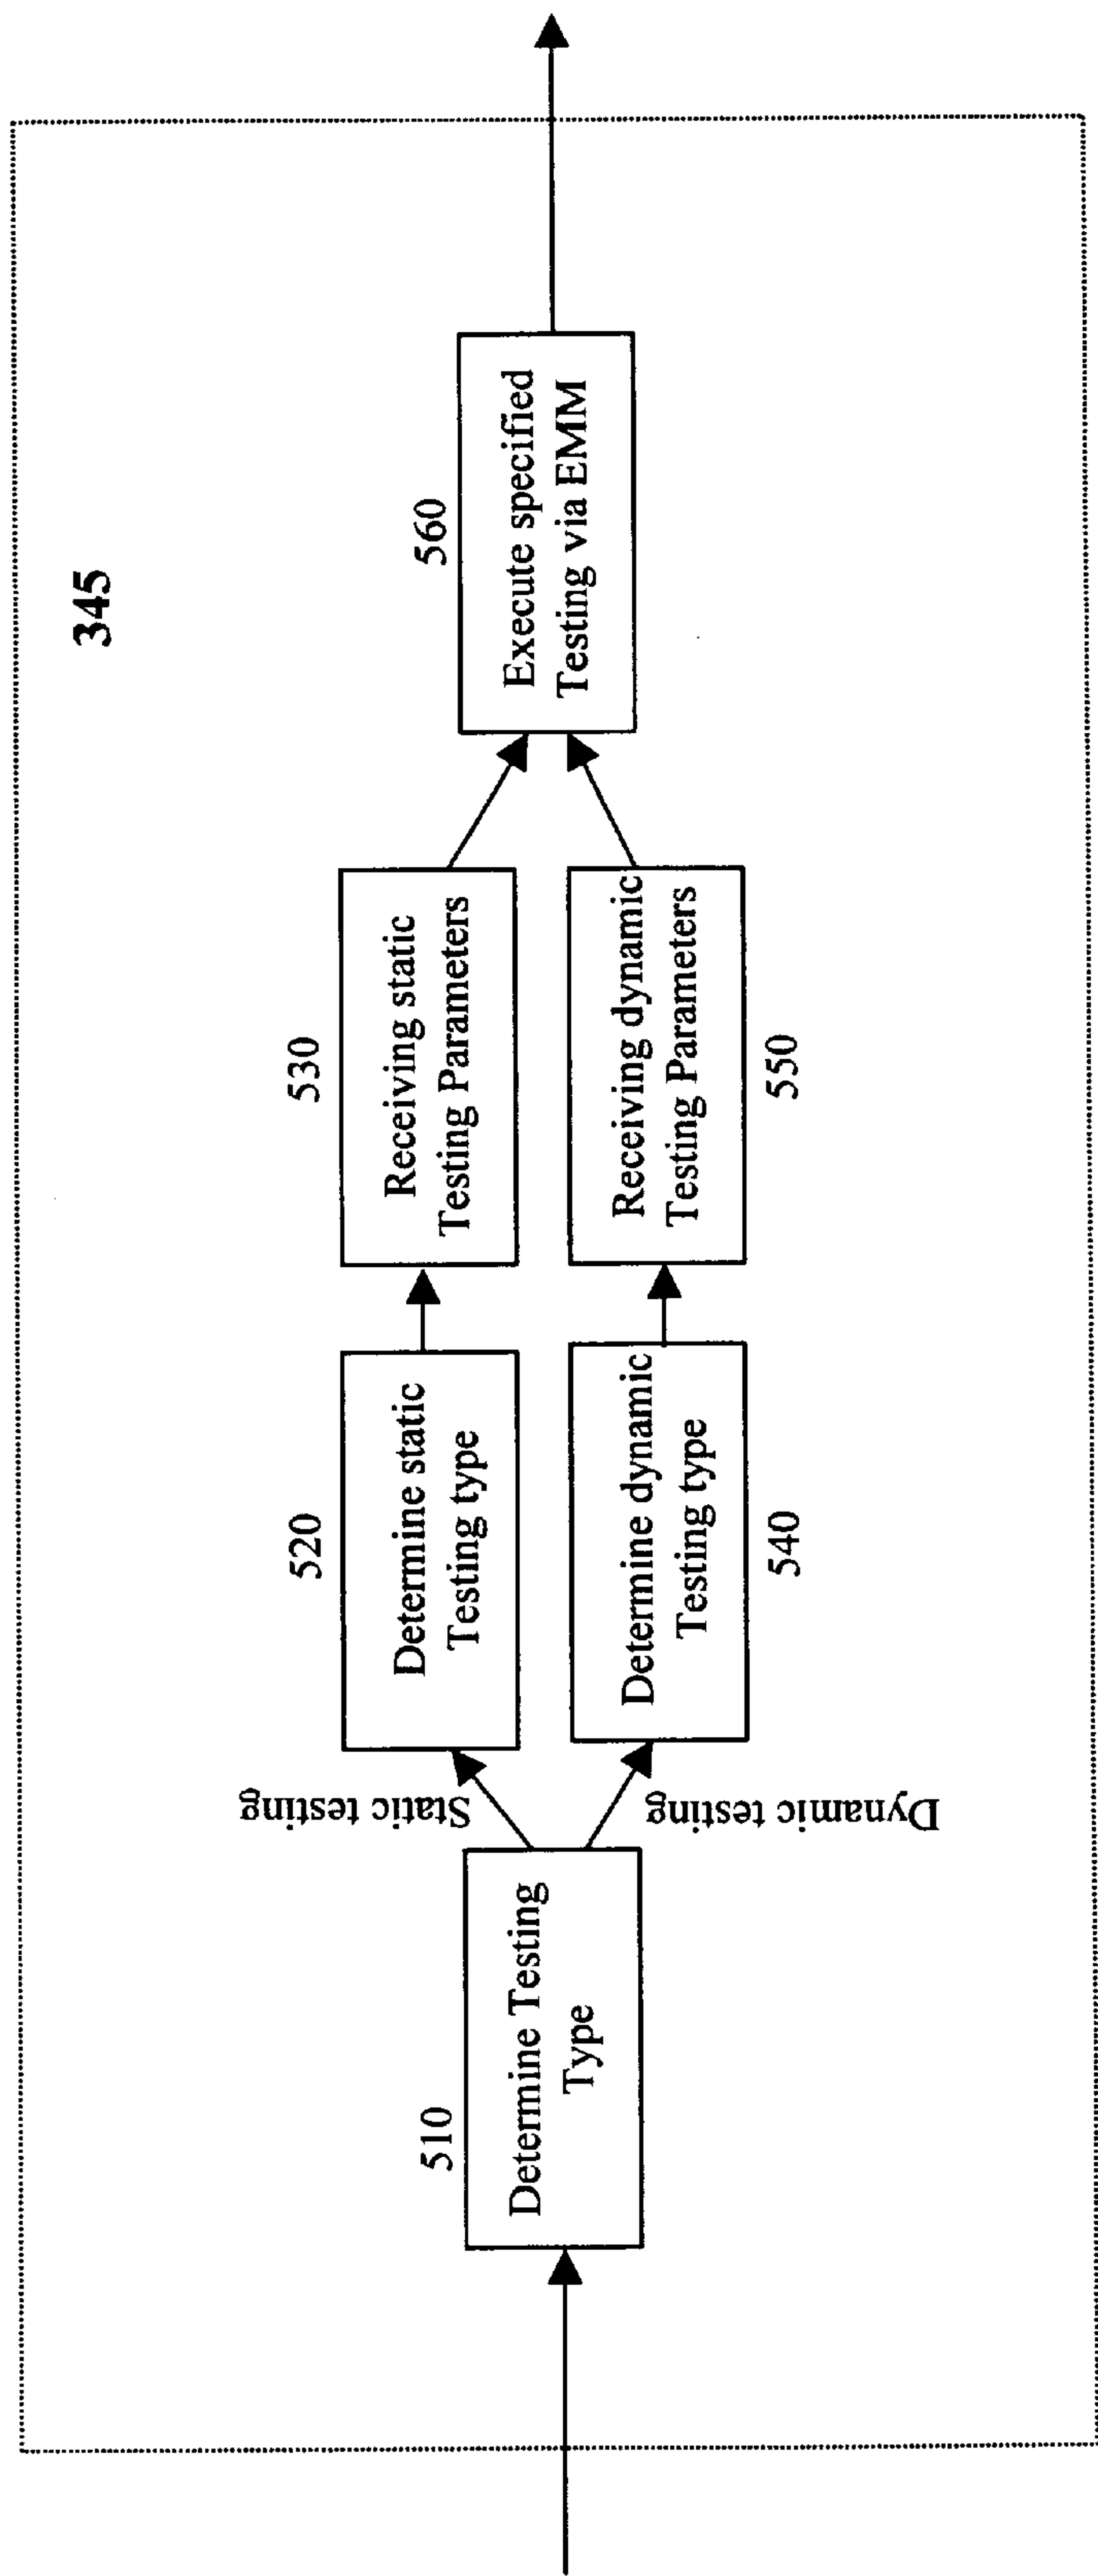 345
510
Determine Testing
Type
Static testing
Dynamic testing
520
Determine static
Testing type
530
Receiving static
Testing Parameters
Determine dynamic
Testing type
540
Receiving dynamic
Testing Parameters
550
560
Execute specified
Testing via EMM